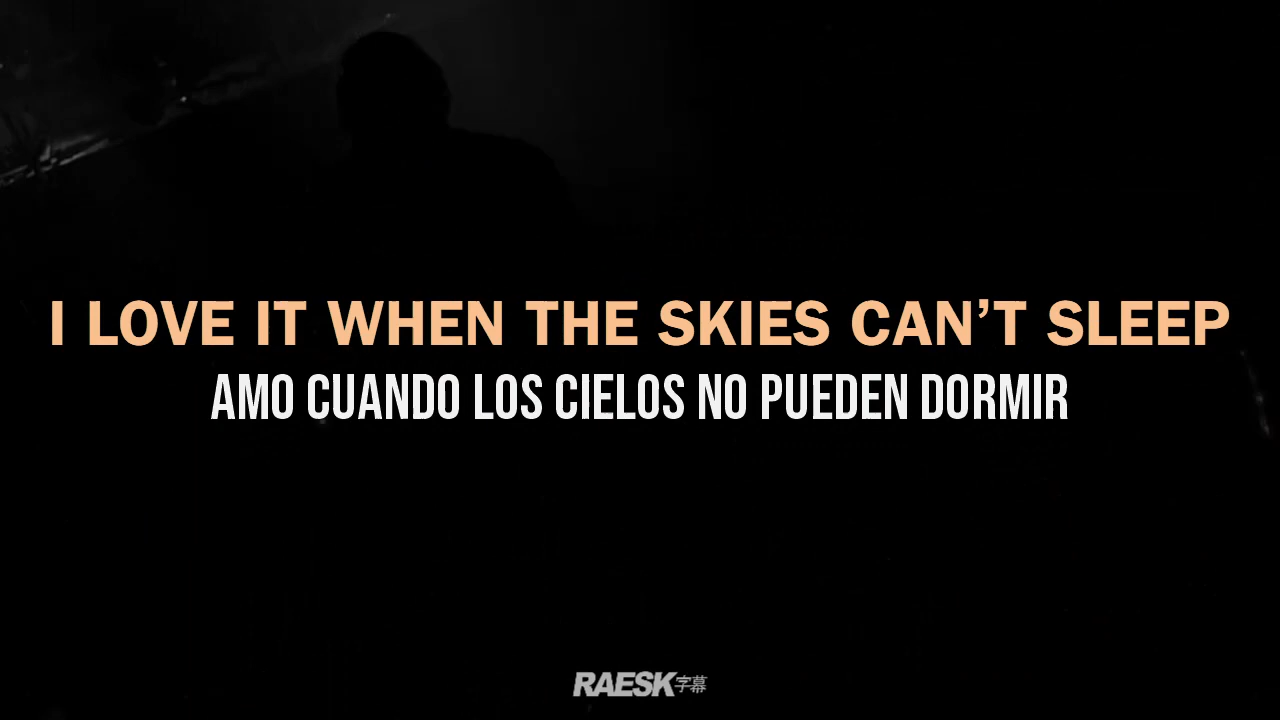 I LOVE IT WHEN THE SKIES CAN’T SLEEP
AMO CUANDO LOS CIELOS NO PUEDEN DORMIR
RAESK字幕